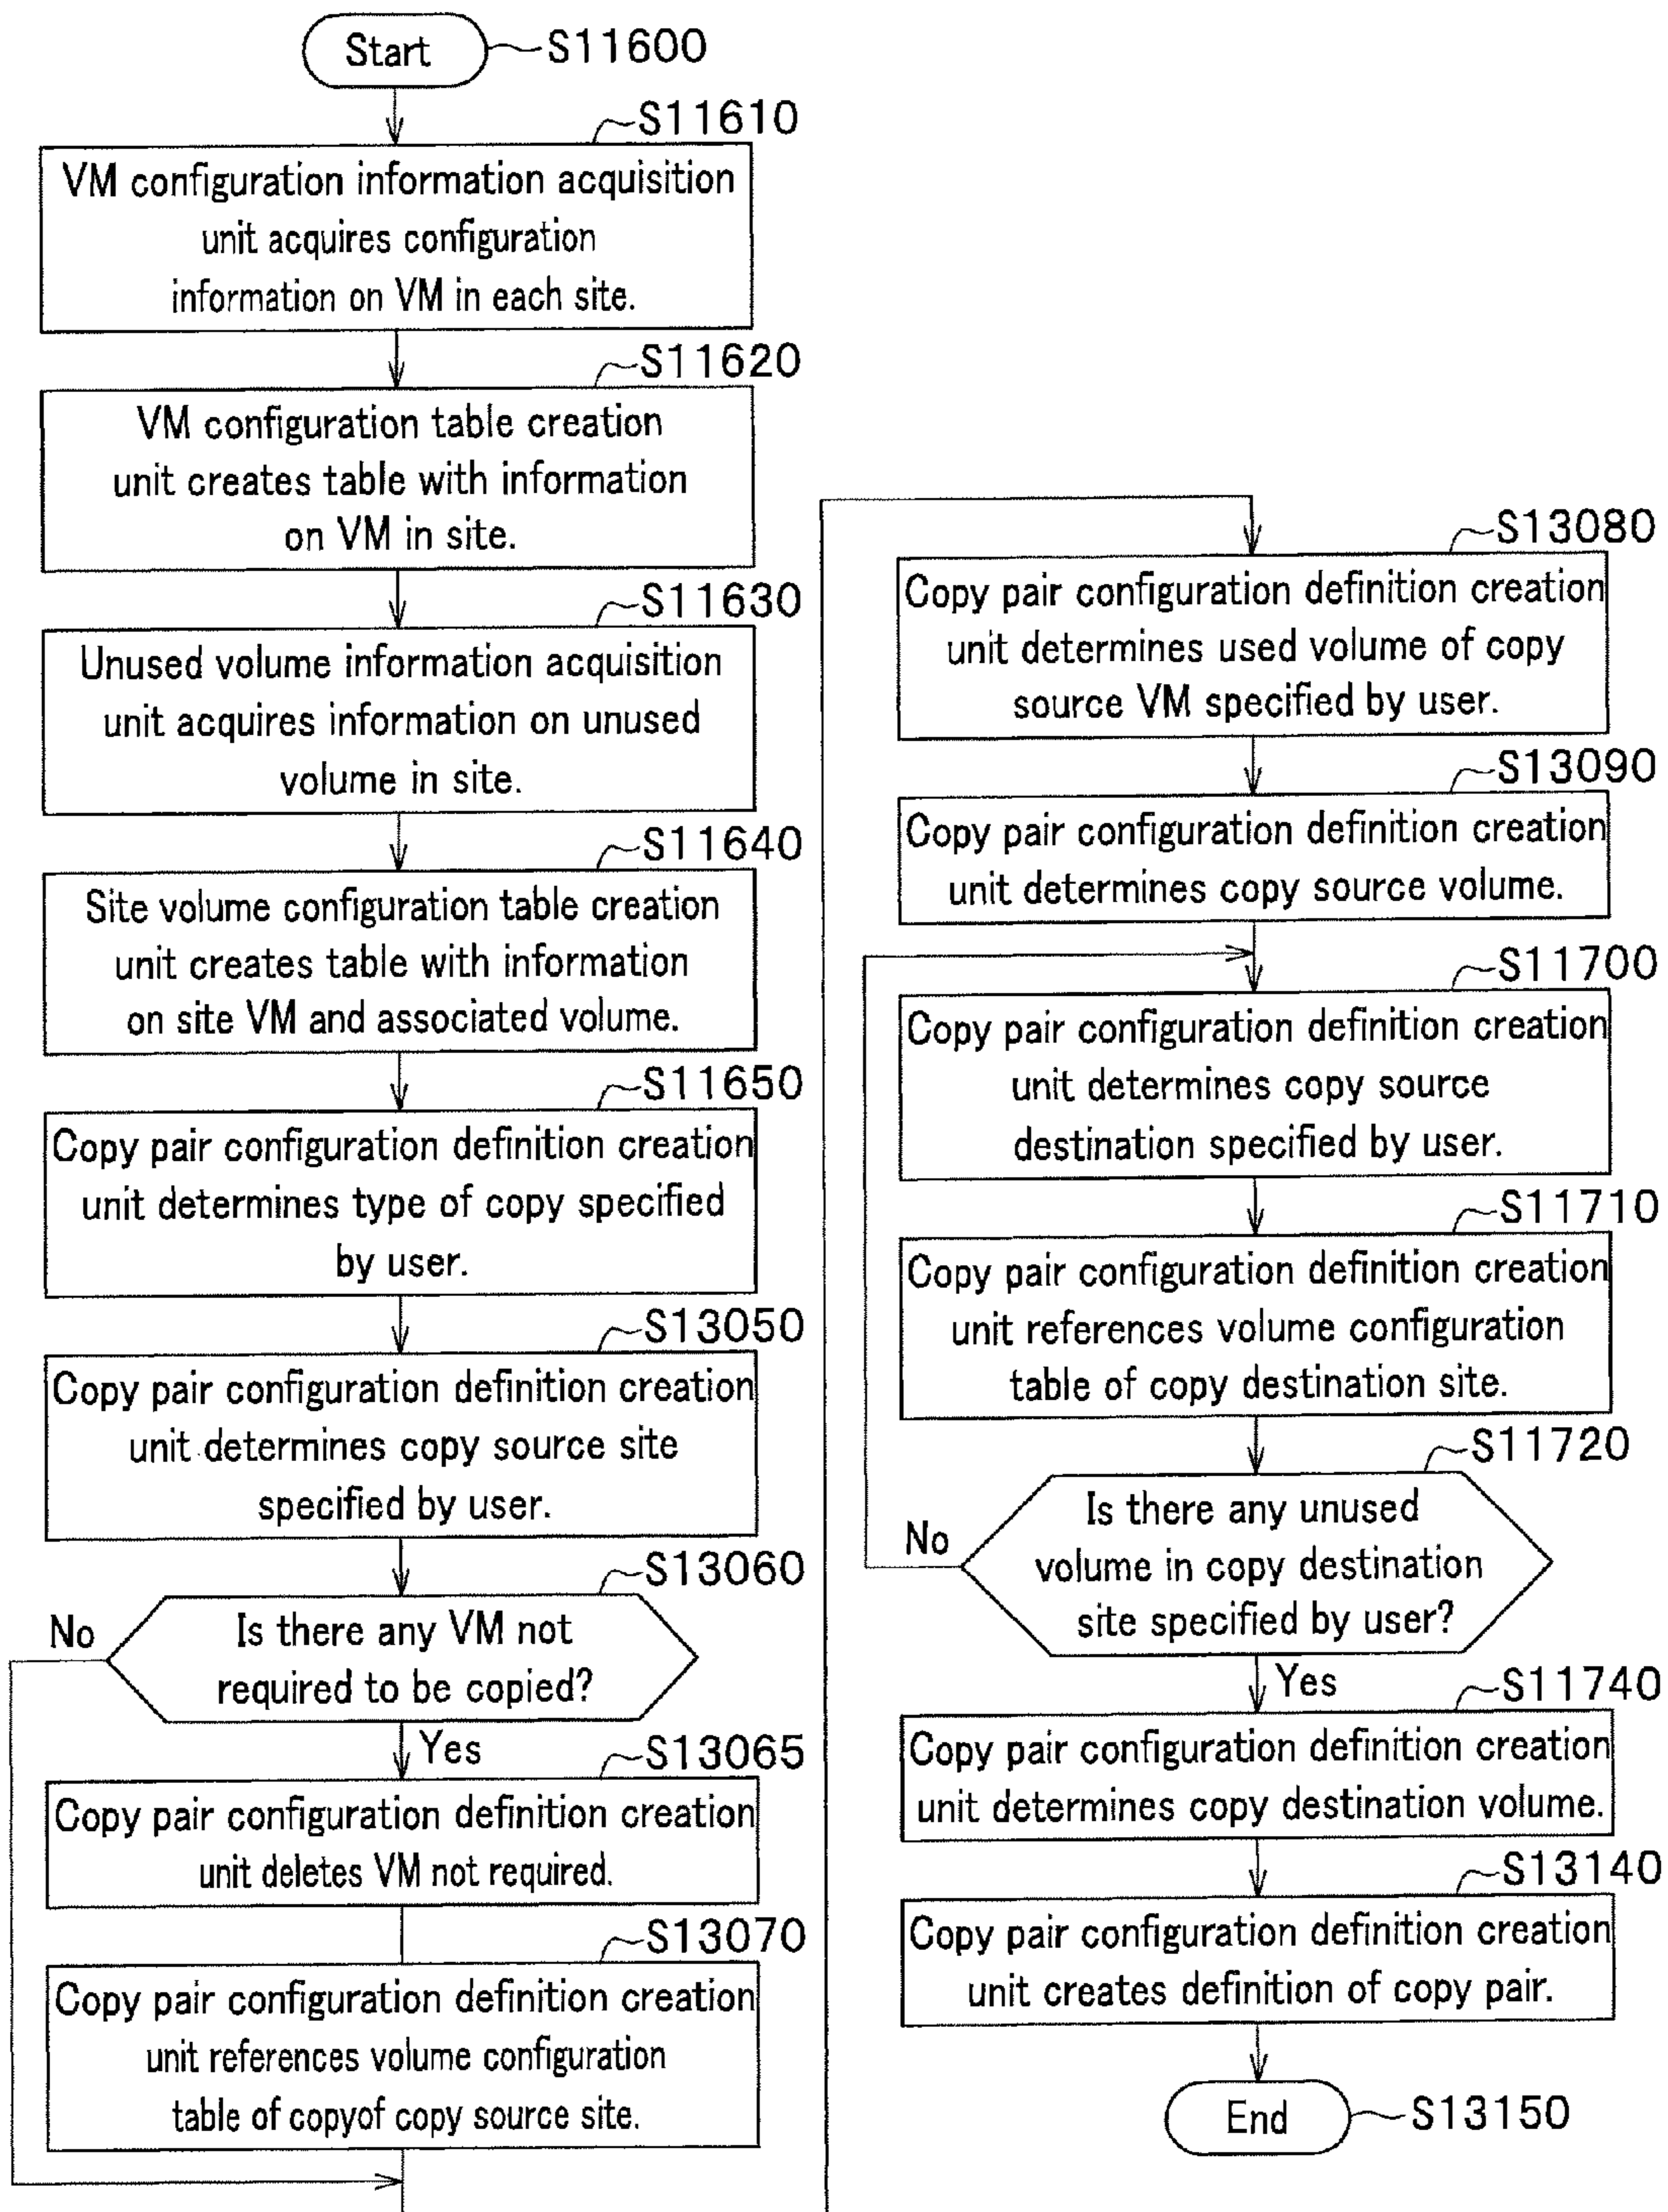 Start
S11600
S11610
VM configuration information acquisition
unit acquires configuration
information on VM in each site.
S11620
VM configuration table creation
unit creates table with information
on VM in site.
S11630
Unused volume information acquisition
unit acquires information on unused
volume in site.
S11640
Site volume configuration table creation
unit creates table with information
on site VM and associated volume.
S11650
Copy pair configuration definition creation
unit determines type of copy specified
by user.
S13050
Copy pair configuration definition creation
unit determines copy source site
specified by user.
S13060
No
Is there any VM not
required to be copied?
Yes
S13065
Copy pair configuration definition creation
unit deletes VM not required.
S13070
Copy pair configuration definition creation
unit references volume configuration
table of copyof copy source site.
S13080
Copy pair configuration definition creation
unit determines used volume of copy
source VM specified by user.
S13090
Copy pair configuration definition creation
unit determines copy source volume.
S11700
Copy pair configuration definition creation
unit determines copy source
destination specified by user.
S11710
Copy pair configuration definition creation
unit references volume configuration
table of copy destination site.
S11720
No
Is there any unused
volume in copy destination
site specified by user?
Yes
S11740
Copy pair configuration definition creation
unit determines copy destination volume.
S13140
Copy pair configuration definition creation
unit creates definition of copy pair.
End
S13150